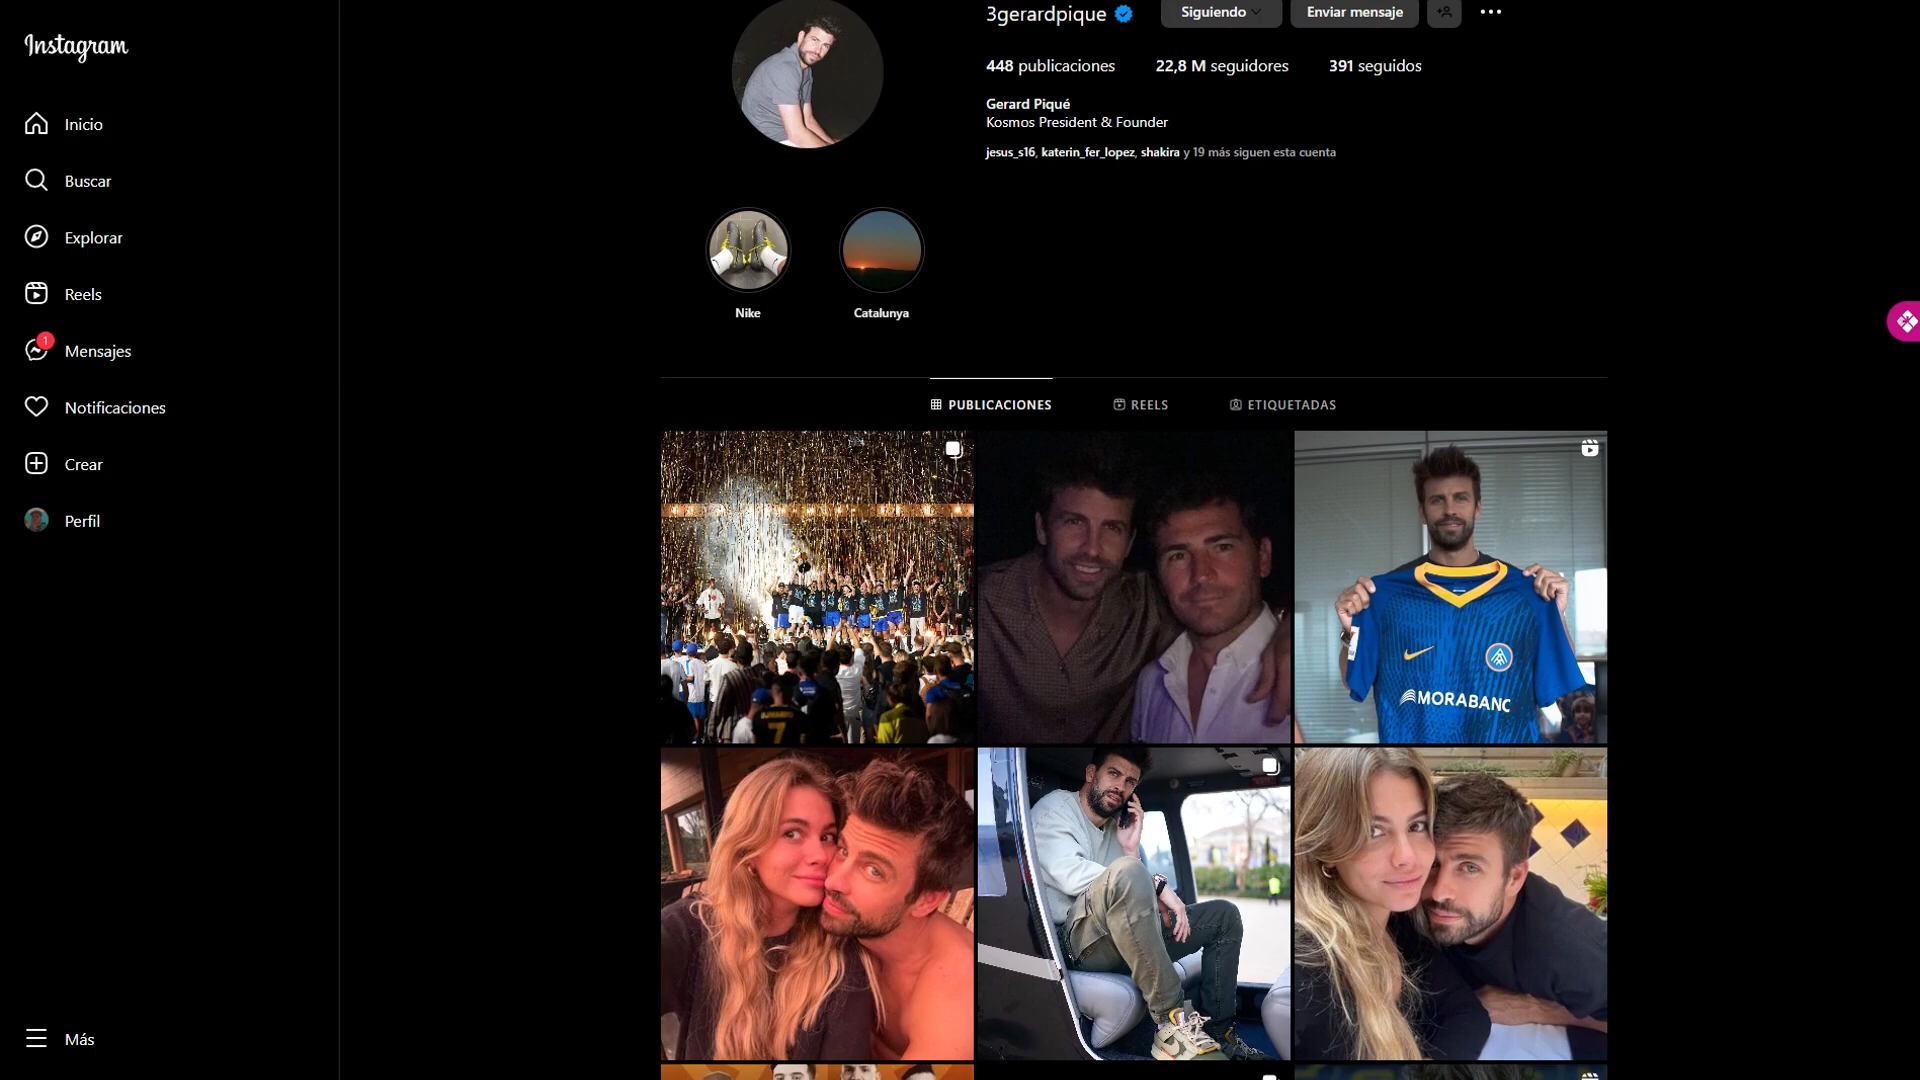 Instagram
Inicio
Buscar
Explorar
Reels
1
Mensajes
Notificaciones
Crear
Perfil
Más
3gerardpique
Siguiendo
Enviar mensaje
448 publicaciones
22,8 M seguidores
391 seguidos
Gerard Piqué
Kosmos President & Founder
jesus_s16, katerin_fer_lopez, shakira y 19 más siguen esta cuenta
Nike
Catalunya
PUBLICACIONES
REELS
ETIQUETADAS
7
MORABANC